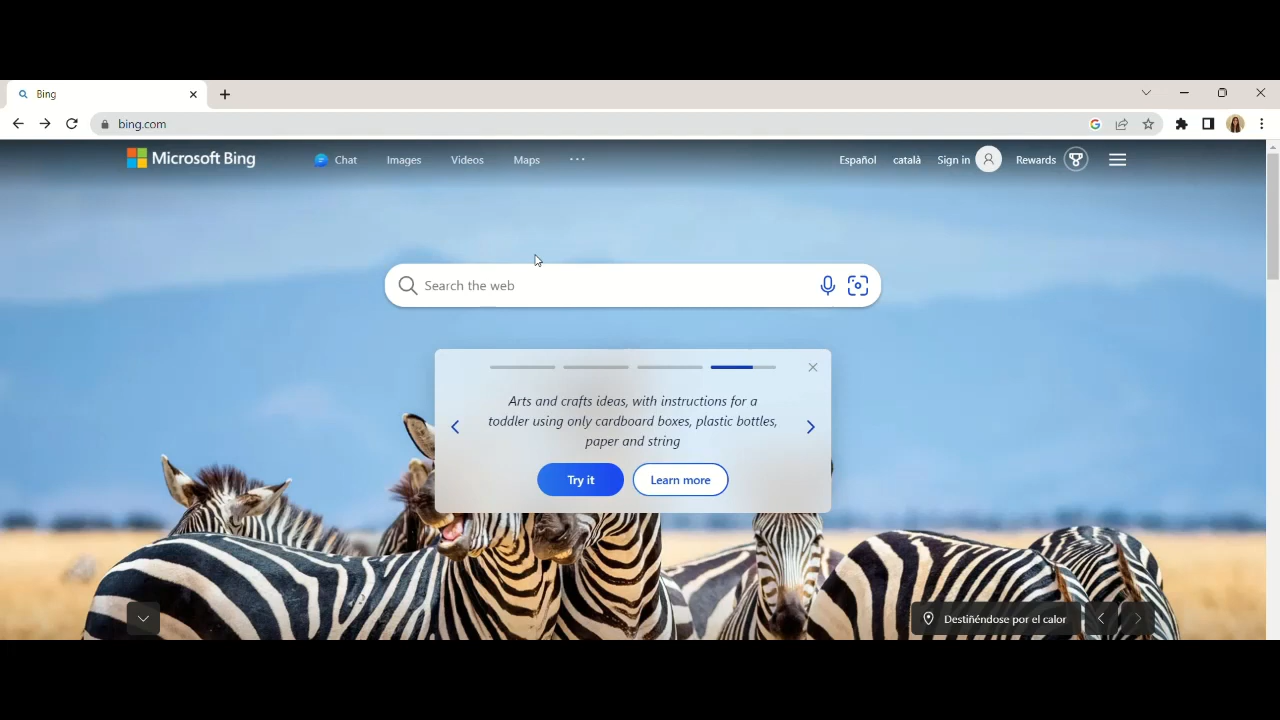 Bing
bing.com
Microsoft Bing
Chat
Images
Videos
Maps
Español
català
Sign in
Rewards
Search the web
Arts and crafts ideas, with instructions for a
toddler using only cardboard boxes, plastic bottles,
paper and string
Try it
Learn more
Destiñéndose por el calor